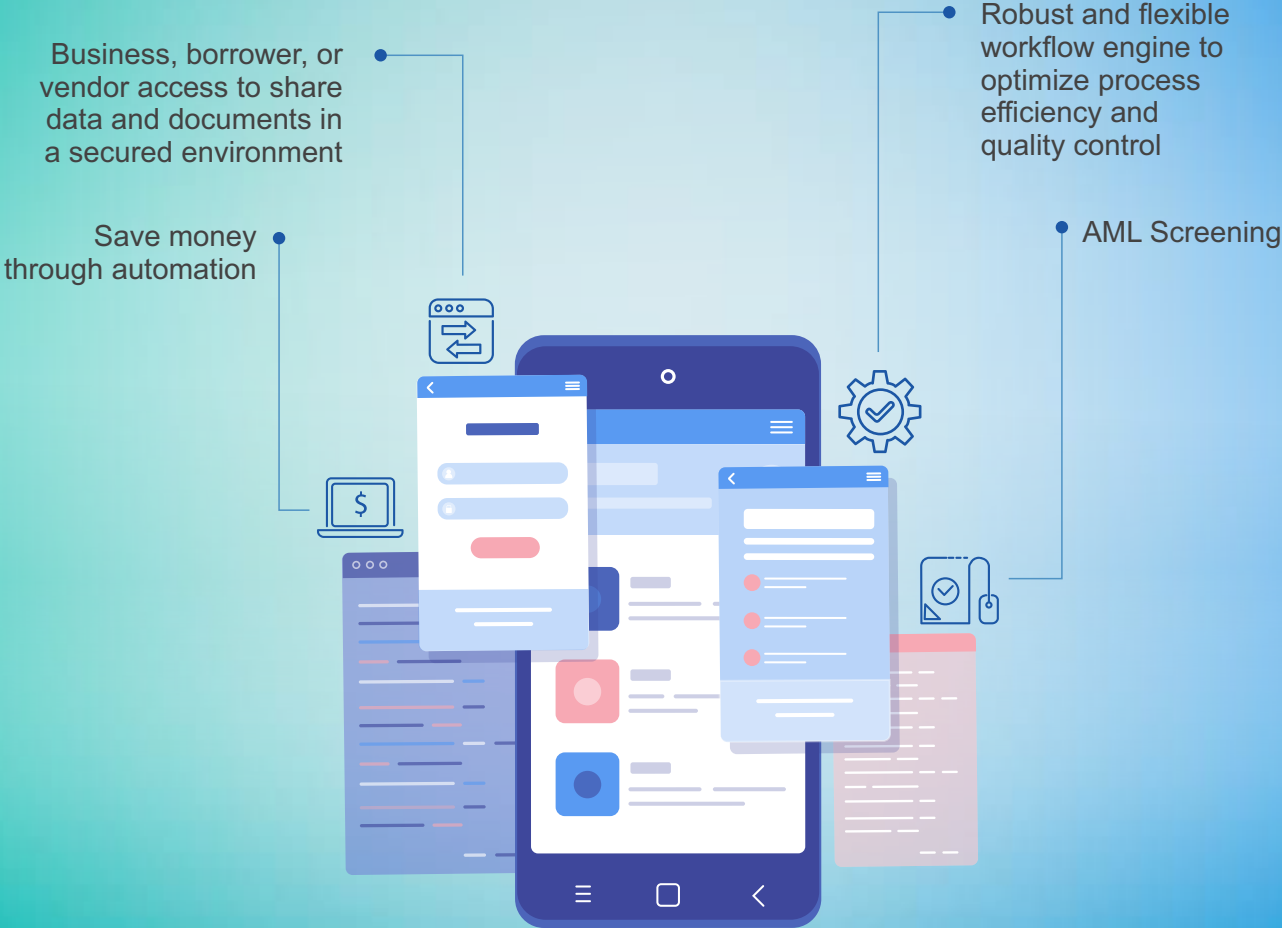 Business, borrower, or
vendor access to share
data and documents in
a secured environment
Robust and flexible
workflow engine to
optimize process
efficiency and
quality control
Save money
through automation
AML Screening
$